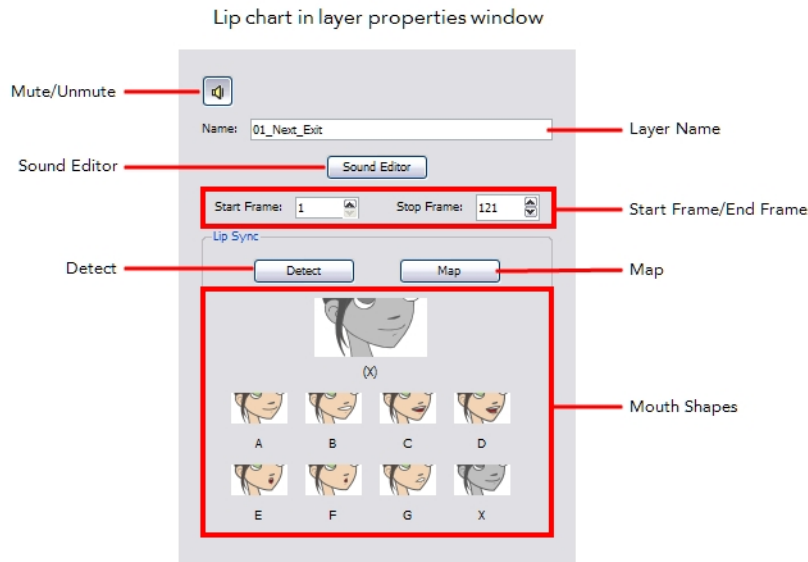 Lip chart in layer properties window
Mute/Unmute
Name: 01_Next_Exit
Layer Name
Sound Editor
Sound Editor
Start Frame: 1
Stop Frame: 121
Start Frame/End Frame
Lip Sync
Detect
Detect
Map
Map
(X)
Mouth Shapes
A B C D
E F G X